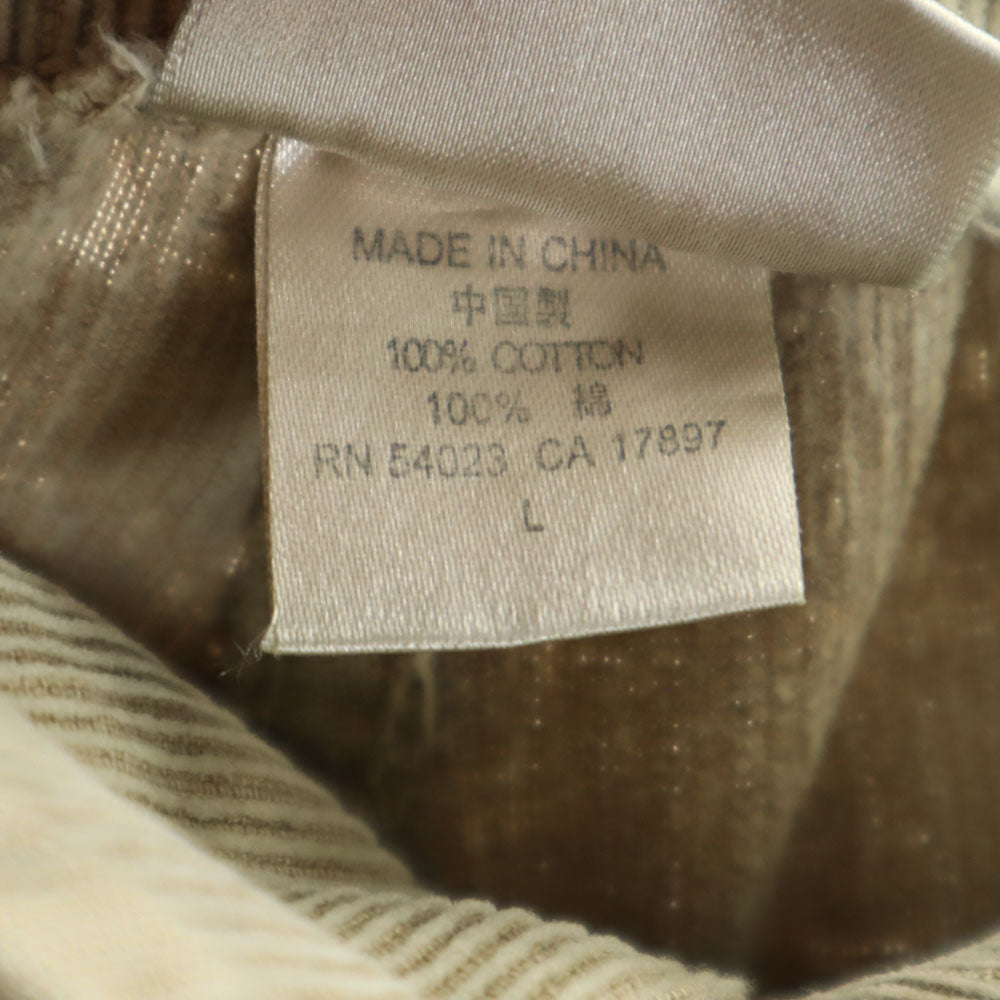 MADE IN CHINA
中国製
100% COTTON
100% 綿
RN 54023 CA 17897
L